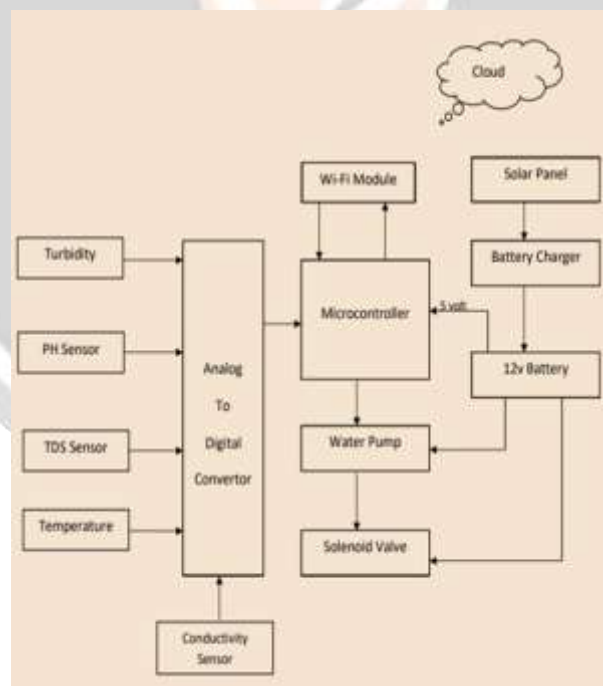 Cloud
Wi-Fi Module
Solar Panel
Turbidity
Battery Charger
Microcontroller
5 volt
PH Sensor
Analog
To
Digital
Convertor
12v Battery
TDS Sensor
Water Pump
Temperature
Solenoid Valve
Conductivity
Sensor